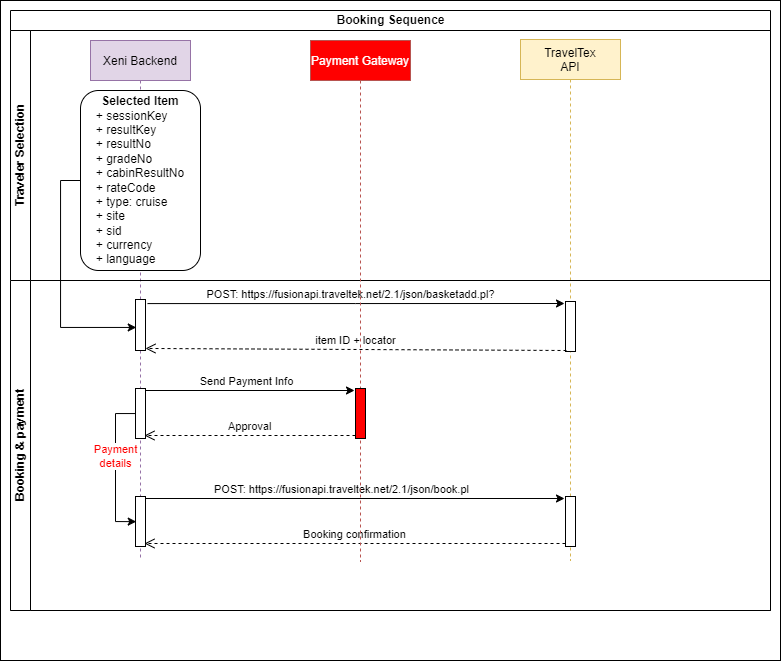 Booking Sequence
Traveler Selection
Xeni Backend
Payment Gateway
TravelTex
API
Selected Item
+ sessionKey
+ resultKey
+ resultNo
+ gradeNo
+ cabinResultNo
+ rateCode
+ type: cruise
+ site
+ sid
+ currency
+ language
Booking & payment
POST: https://fusionapi.traveltek.net/2.1/json/basketadd.pl?
item ID + locator
Send Payment Info
Approval
Payment
details
POST: https://fusionapi.traveltek.net/2.1/json/book.pl
Booking confirmation